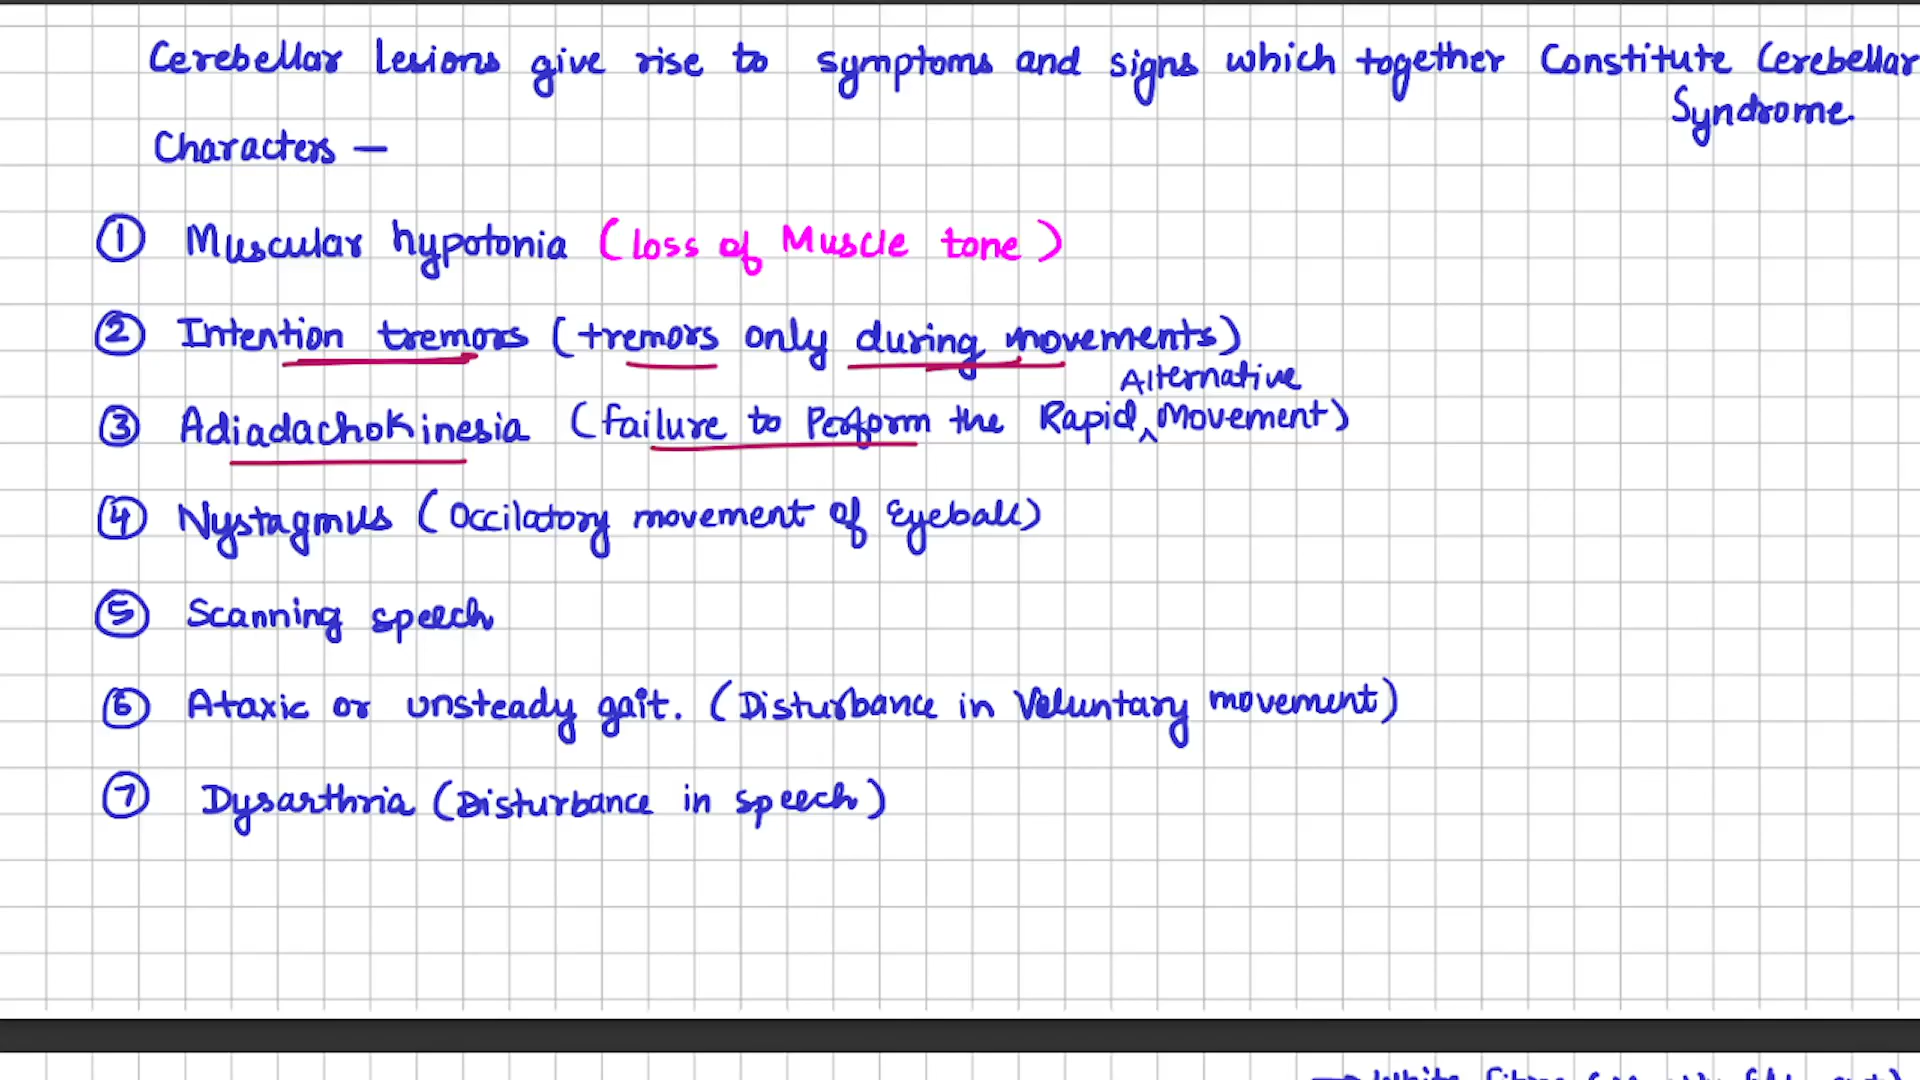 Cerebellar lesions give rise to symptoms and signs which together Constitute Cerebellar
Syndrome.
Characters —
① Muscular hypotonia (loss of Muscle tone)
② Intention tremors (tremors only during movements)
Alternative
③ Adiadachokinesia (failure to Perform the Rapid ^ Movement)
④ Nystagmus (Occilatory movement of Eyeball)
⑤ Scanning speech
⑥ Ataxic or unsteady gait. (Disturbance in Voluntary movement)
⑦ Dysarthria (Disturbance in speech)
→ White